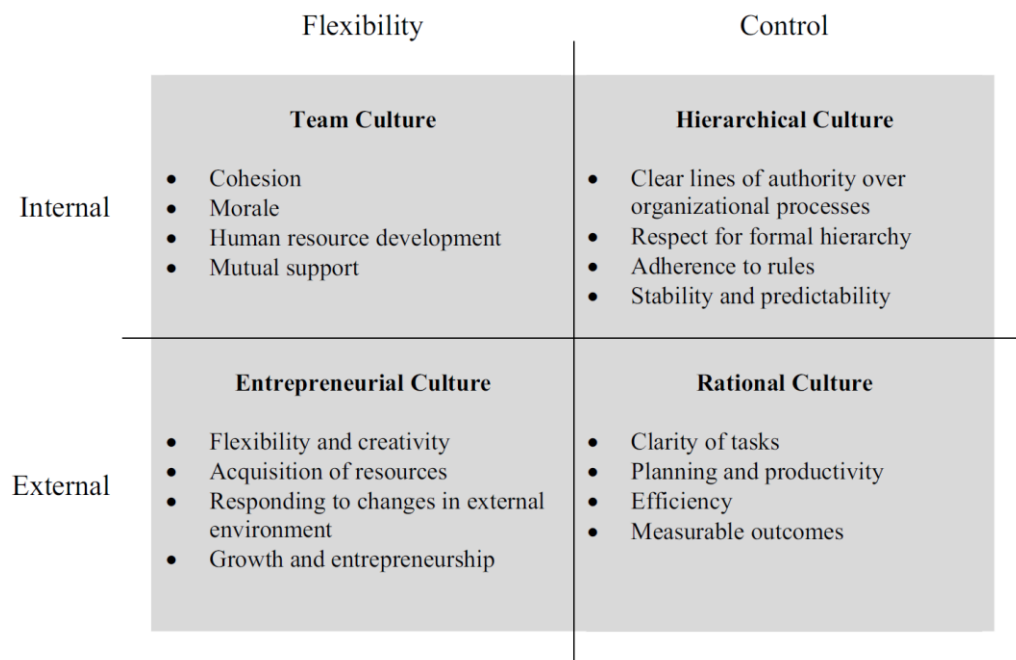 Flexibility
Control
Internal
Team Culture
• Cohesion
• Morale
• Human resource development
• Mutual support
Hierarchical Culture
• Clear lines of authority over
organizational processes
• Respect for formal hierarchy
• Adherence to rules
• Stability and predictability
External
Entrepreneurial Culture
• Flexibility and creativity
• Acquisition of resources
• Responding to changes in external
environment
• Growth and entrepreneurship
Rational Culture
• Clarity of tasks
• Planning and productivity
• Efficiency
• Measurable outcomes